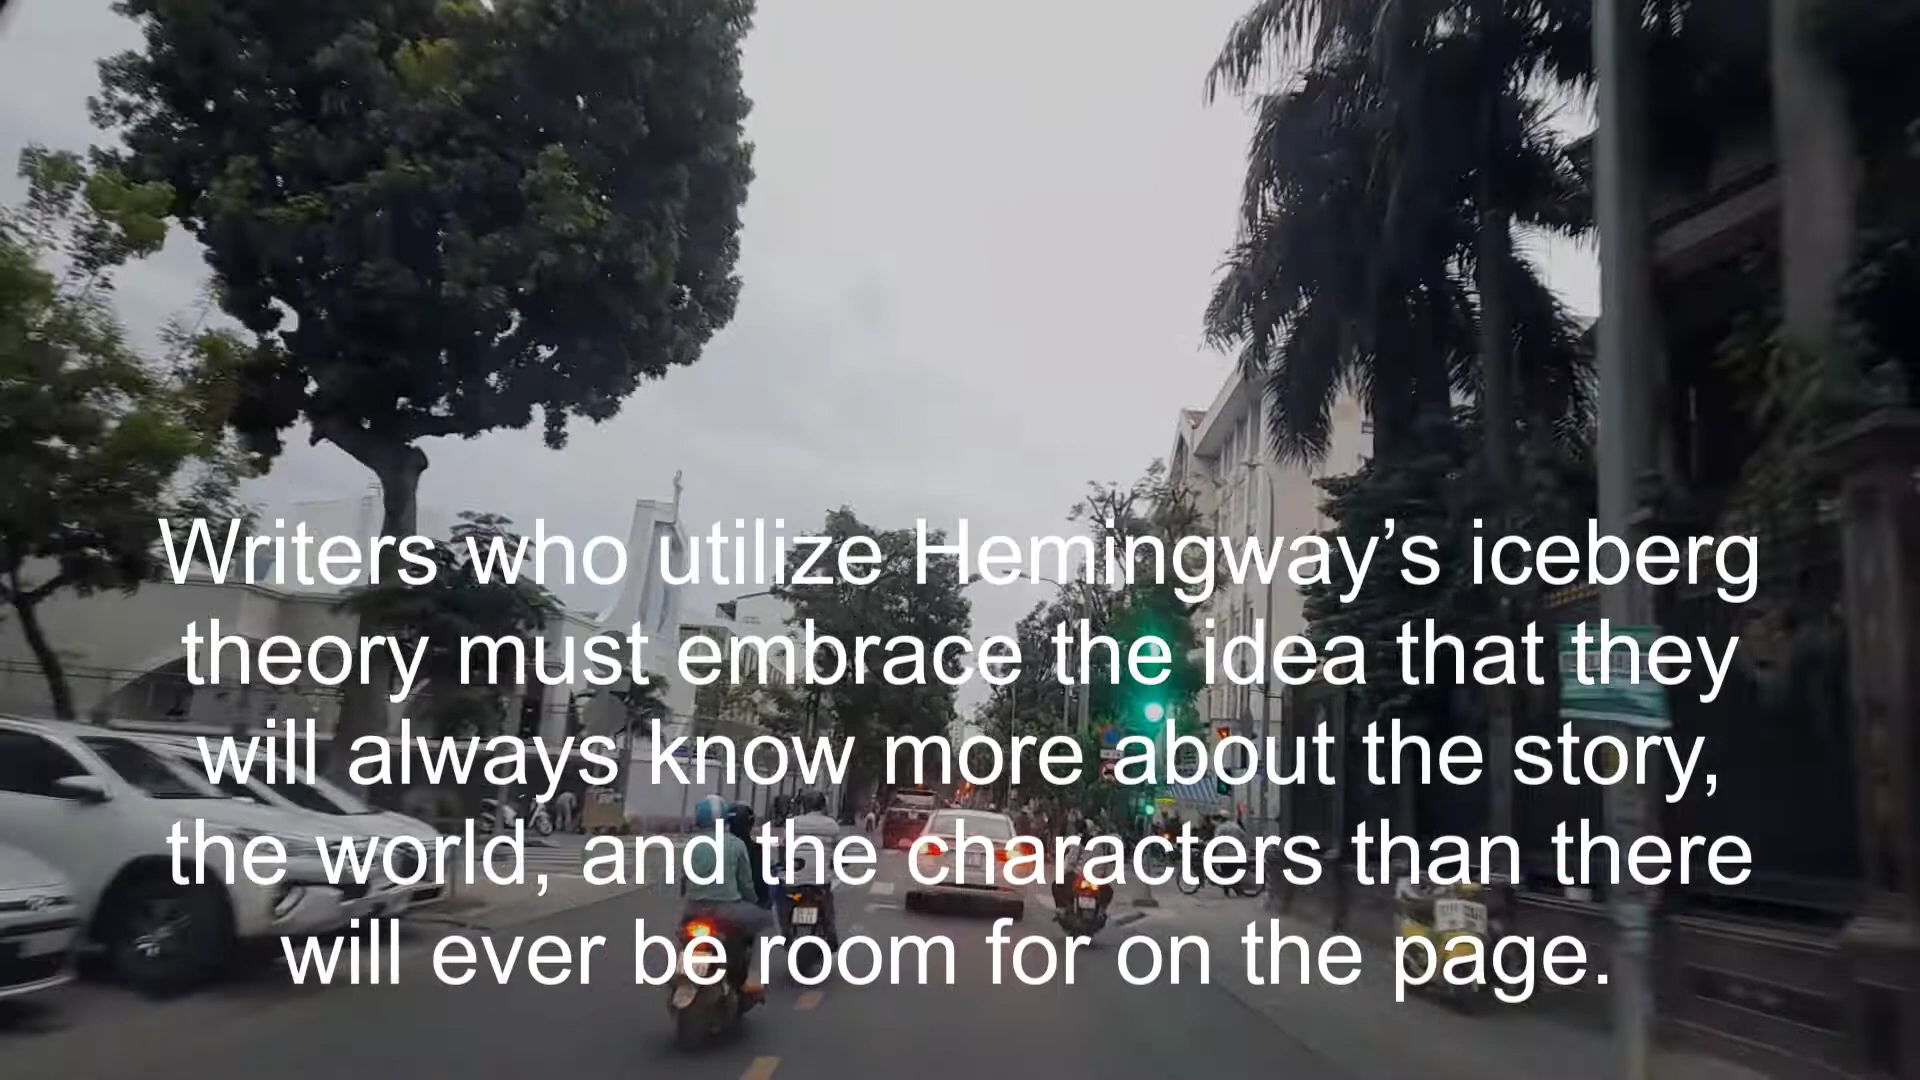 Writers who utilize Hemingway’s iceberg
theory must embrace the idea that they
will always know more about the story,
the world, and the characters than there
will ever be room for on the page.